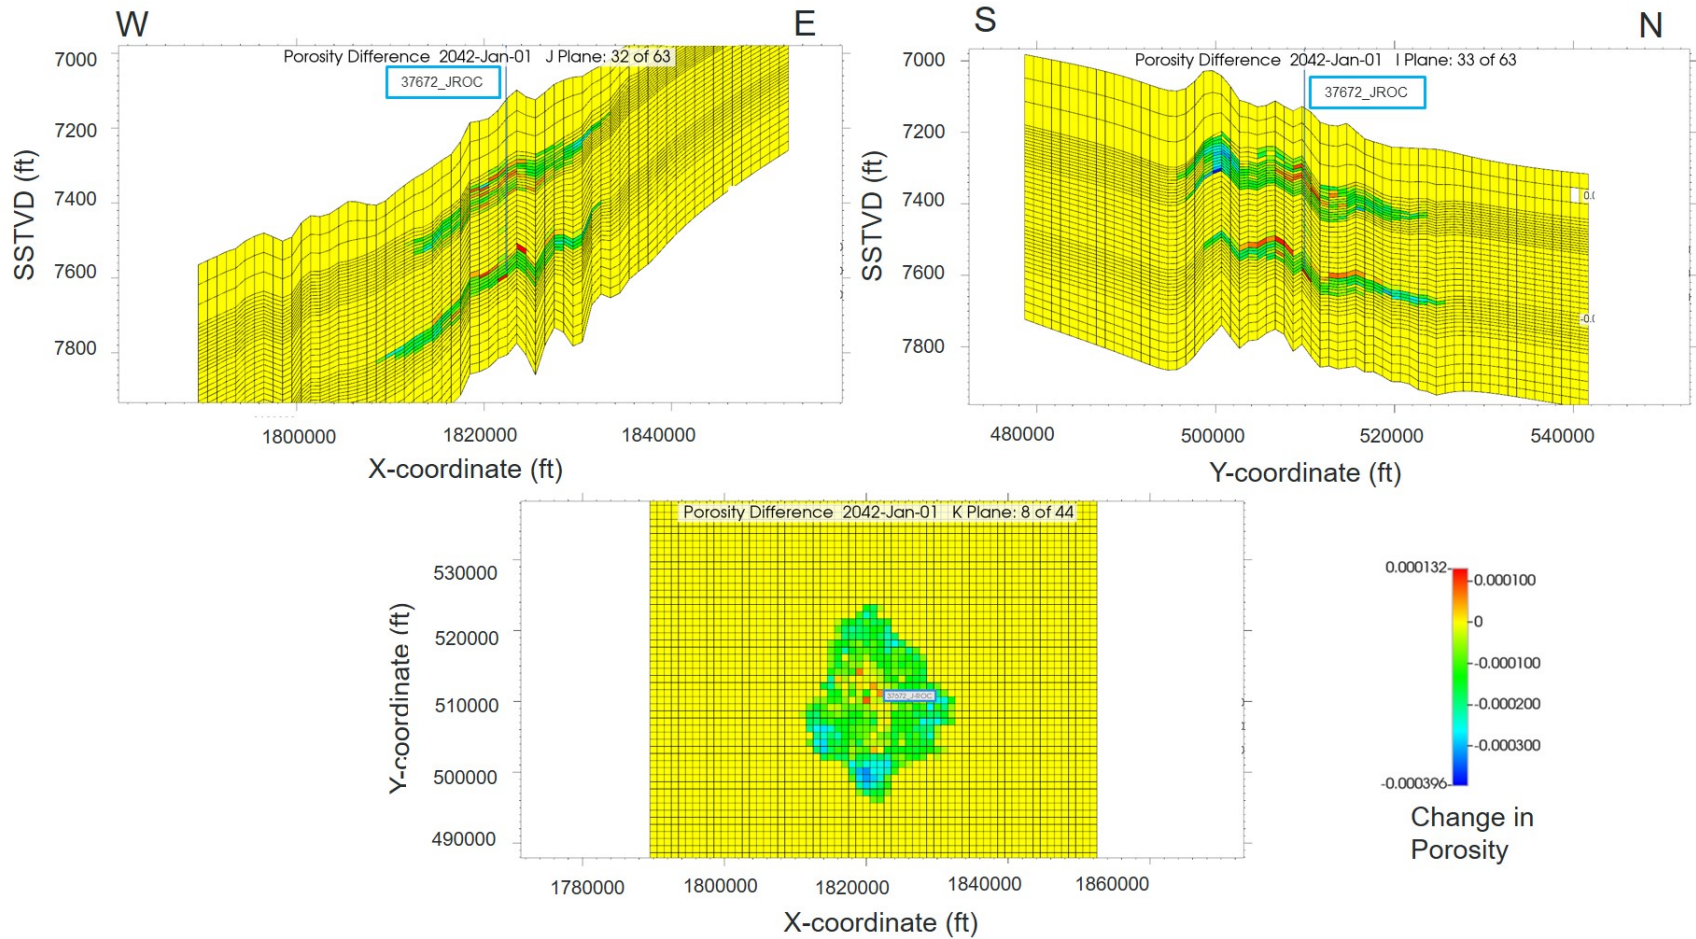 W
E
Porosity Difference 2042-Jan-01 J Plane: 32 of 63
37672_JROC
7000
7200
7400
7600
7800
SSTVD (ft)
1800000
1820000
1840000
X-coordinate (ft)
S
N
Porosity Difference 2042-Jan-01 I Plane: 33 of 63
37672_JROC
7000
7200
7400
7600
7800
SSTVD (ft)
480000
500000
520000
540000
Y-coordinate (ft)
Porosity Difference 2042-Jan-01 K Plane: 8 of 44
530000
520000
510000
500000
490000
Y-coordinate (ft)
37672_JROC
1780000
1800000
1820000
1840000
1860000
X-coordinate (ft)
0.000132
0.000100
0
-0.000100
-0.000200
-0.000300
-0.000396
Change in
Porosity